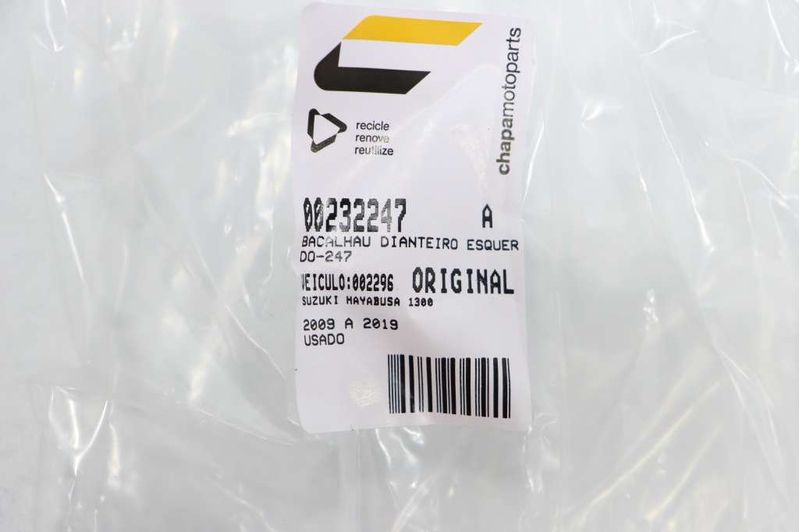 chapamotoparts
recicle
renove
reutilize
00232247 A
BACALHAU DIANTEIRO ESQUER
DO-247
VEICULO:002296 ORIGINAL
SUZUKI HAYABUSA 1300
2009 A 2019
USADO